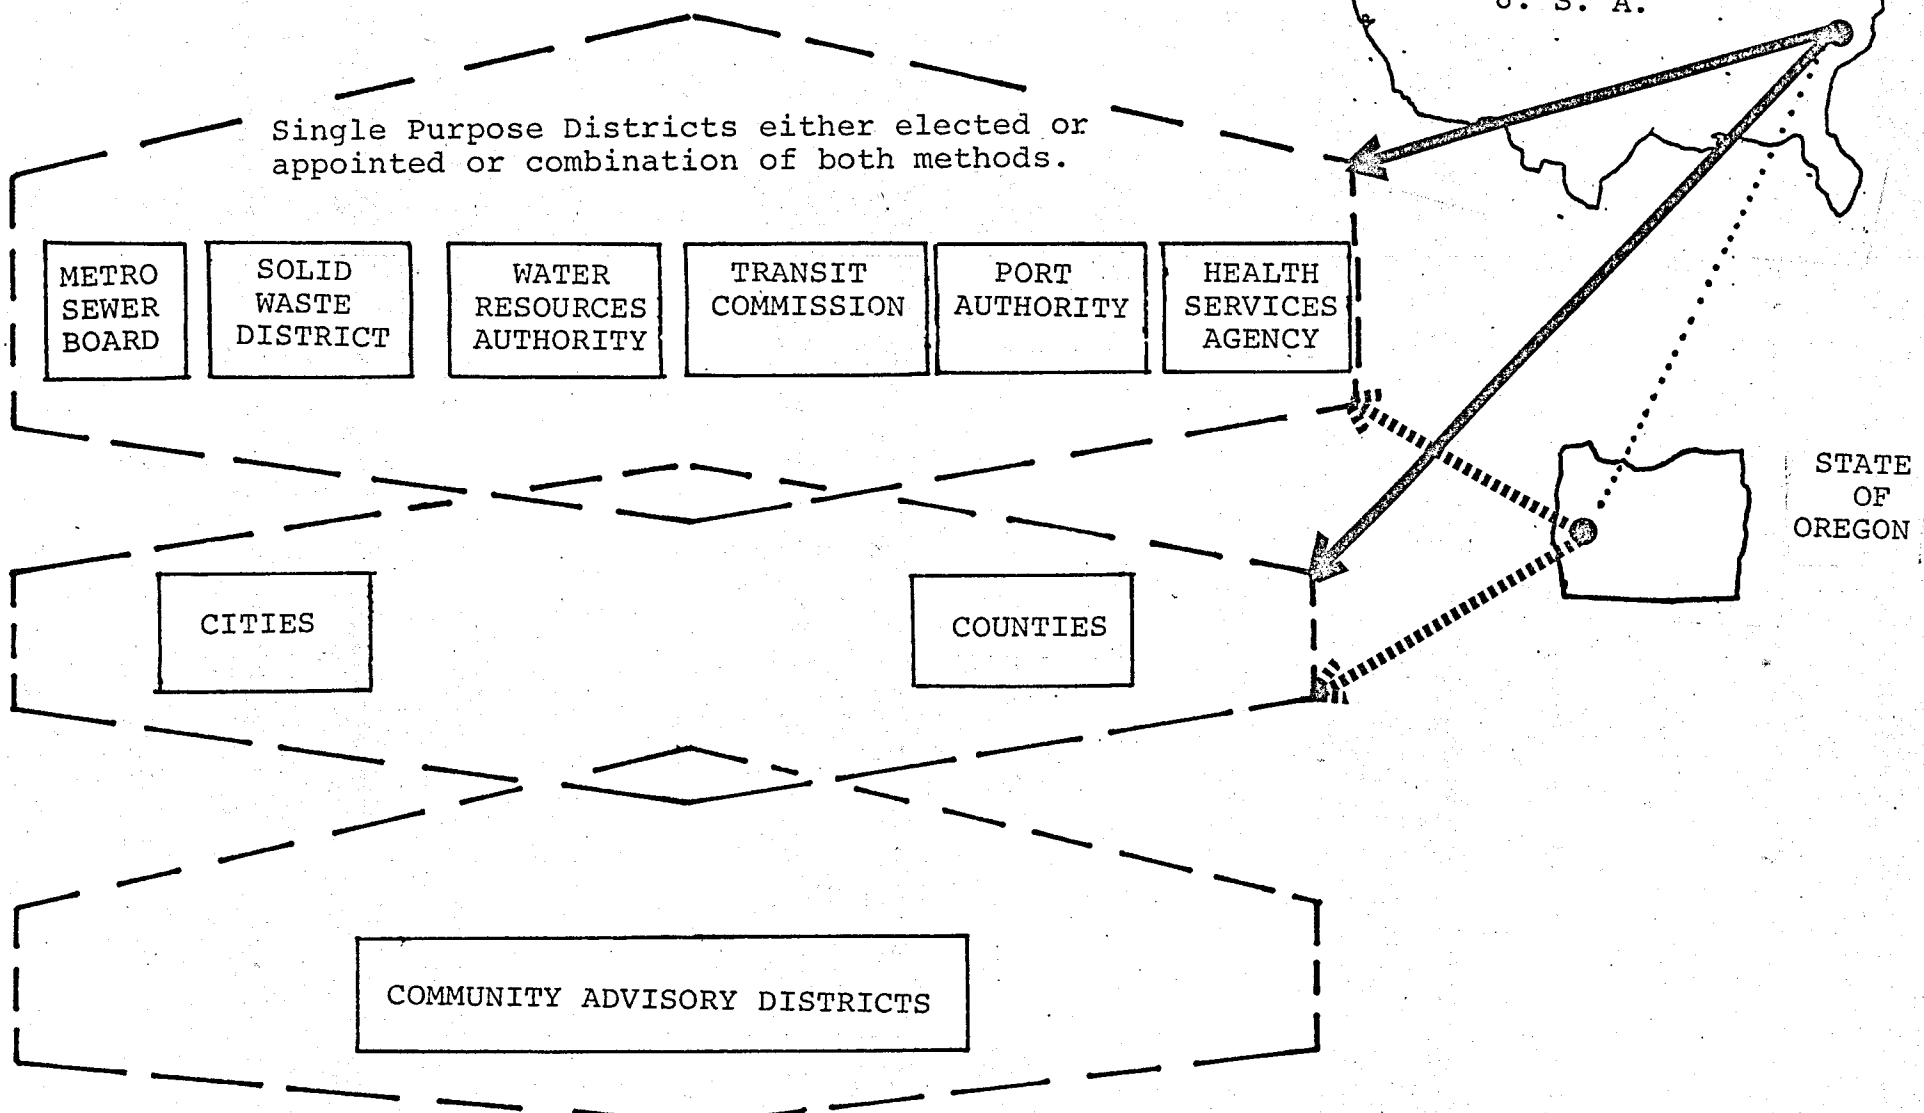 U. S. A.
Single Purpose Districts either elected or
appointed or combination of both methods.
METRO
SEWER
BOARD
SOLID
WASTE
DISTRICT
WATER
RESOURCES
AUTHORITY
TRANSIT
COMMISSION
PORT
AUTHORITY
HEALTH
SERVICES
AGENCY
STATE
OF
OREGON
CITIES
COUNTIES
COMMUNITY ADVISORY DISTRICTS